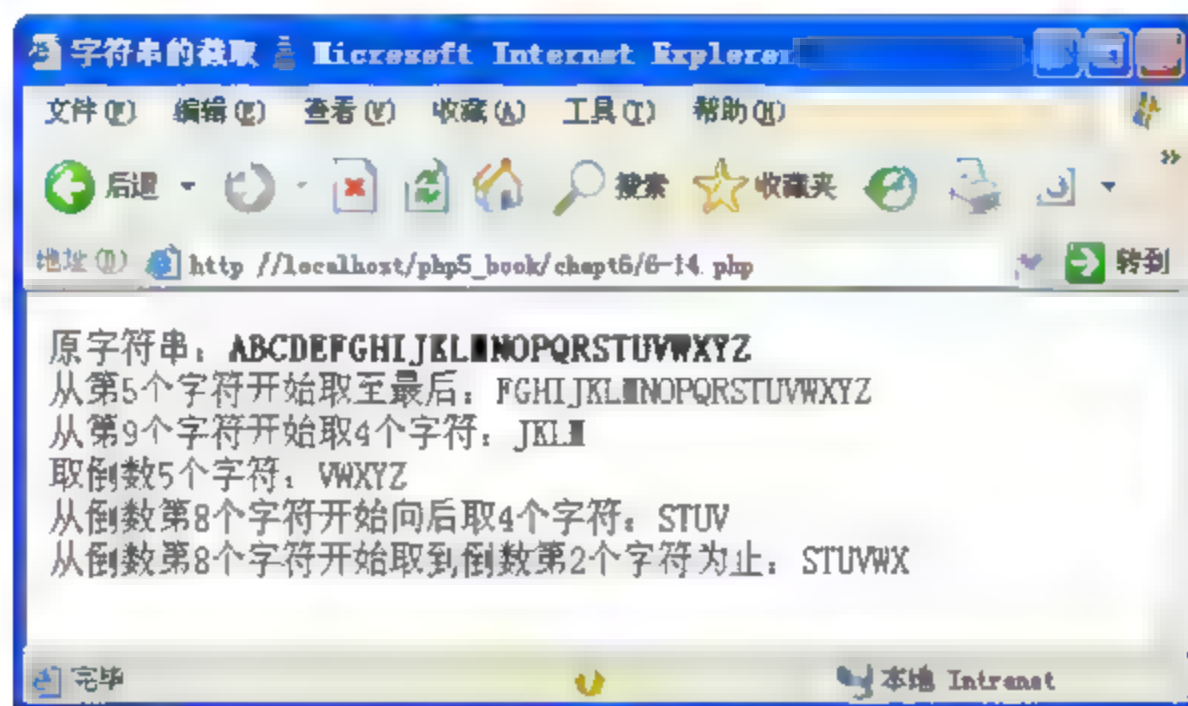 字符串的截取 - Microsoft Internet Explorer
文件(F) 编辑(E) 查看(V) 收藏(A) 工具(T) 帮助(H)
后退 搜索 收藏夹 »
地址(D) http://localhost/php5_book/chapt6/6-14.php 转到
原字符串：ABCDEFGHIJKLMNOPQRSTUVWXYZ
从第5个字符开始取至最后：FGHIJKLMNOPQRSTUVWXYZ
从第9个字符开始取4个字符：JKLM
取倒数5个字符：VWXYZ
从倒数第8个字符开始向后取4个字符：STUV
从倒数第8个字符开始取到倒数第2个字符为止：STUVWX
完毕 本地 Intranet